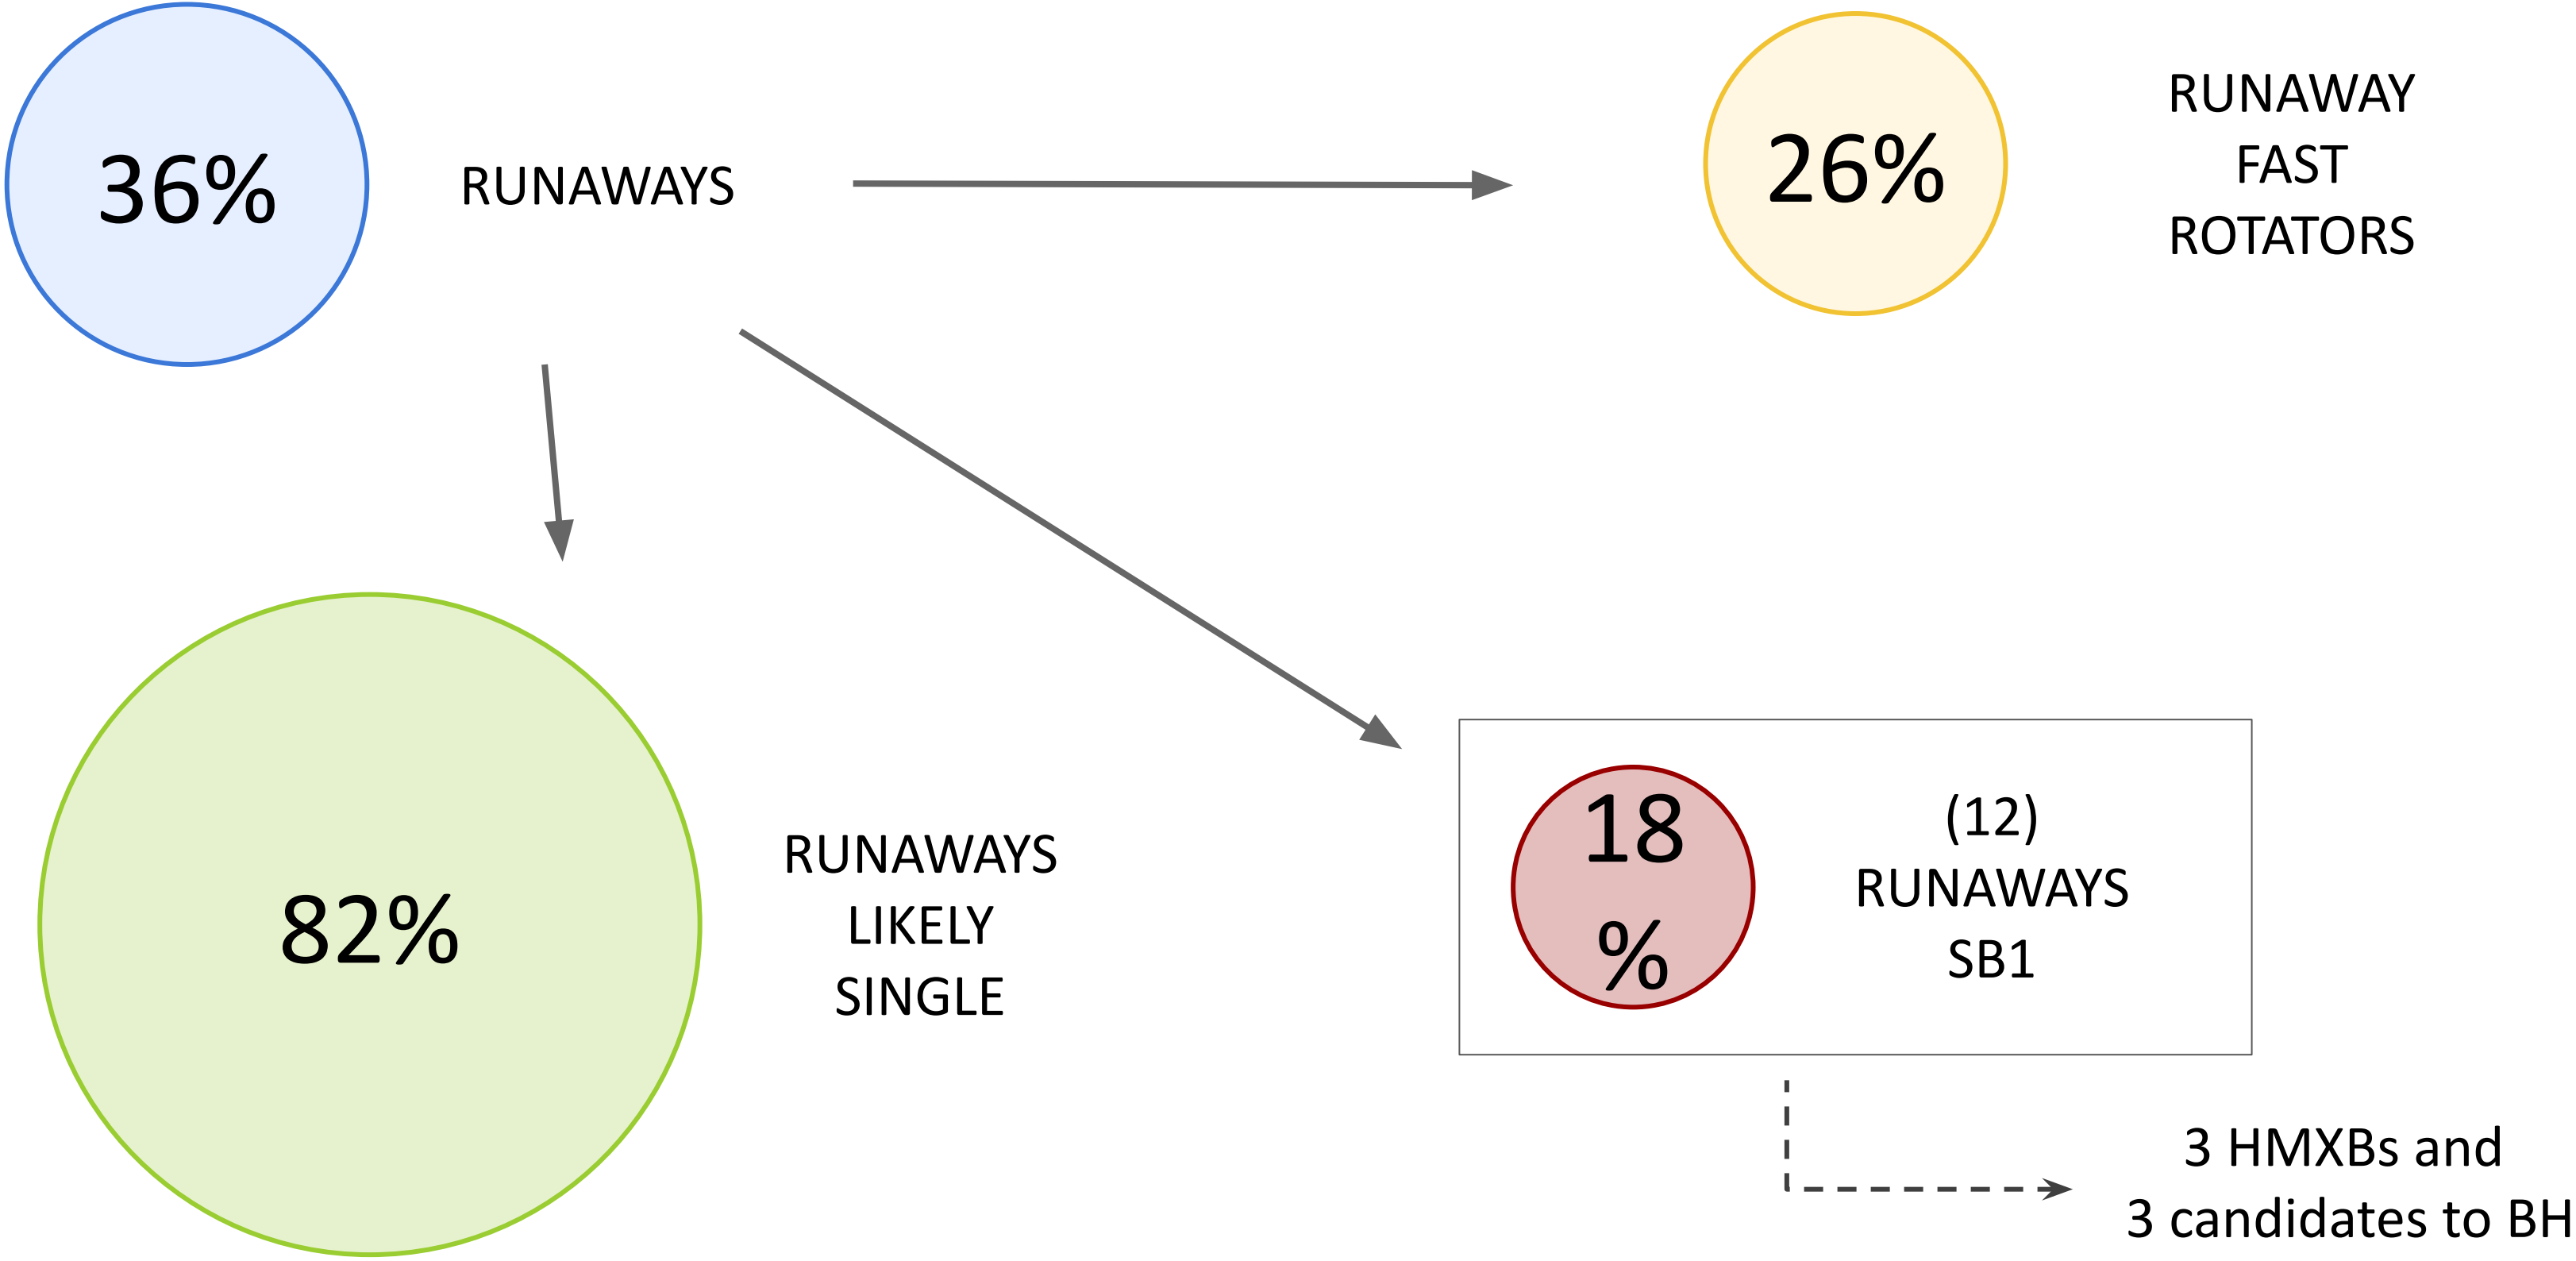 36%
RUNAWAYS
26%
RUNAWAY
FAST
ROTATORS
82%
RUNAWAYS
LIKELY
SINGLE
18
%
(12)
RUNAWAYS
SB1
3 HMXBs and
3 candidates to BH